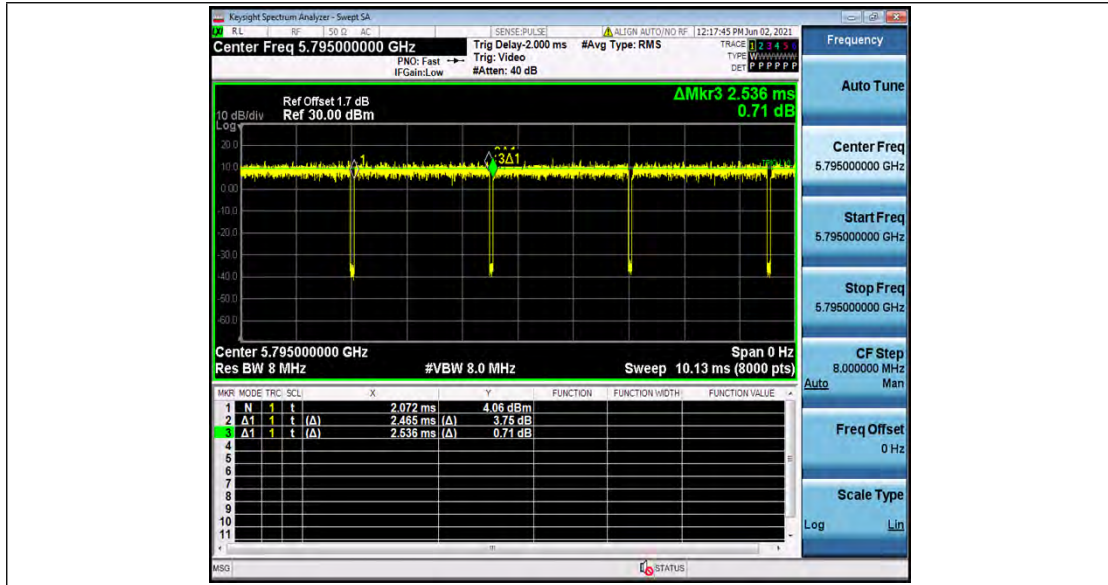 Keysight Spectrum Analyzer - Swept SA
RL RF 50 Ω AC SENSE:PULSE ALIGN AUTO/NO RF 12:17:45 PM Jun 02, 2021
Center Freq 5.795000000 GHz
Trig Delay-2.000 ms #Avg Type: RMS
TRACE 1 2 3 4 5 6
PNO: Fast Trig: Video
TYPE W
IFGain:Low #Atten: 40 dB
DET P P P P P P
Frequency
Auto Tune
Center Freq
5.795000000 GHz
Start Freq
5.795000000 GHz
Stop Freq
5.795000000 GHz
CF Step
8.000000 MHz
Auto Man
Freq Offset
0 Hz
Scale Type
Log Lin
ΔMkr3 2.536 ms
0.71 dB
Ref Offset 1.7 dB
10 dB/div Ref 30.00 dBm
Log
20.0
10.0
0.00
-10.0
-20.0
-30.0
-40.0
-50.0
-60.0
1
3Δ1
Center 5.795000000 GHz Span 0 Hz
Res BW 8 MHz #VBW 8.0 MHz Sweep 10.13 ms (8000 pts)
MKR MODE TRC SCL X Y FUNCTION FUNCTION WIDTH FUNCTION VALUE
1 N 1 t 2.072 ms 4.06 dBm
2 Δ1 1 t (Δ) 2.465 ms (Δ) 3.75 dB
3 Δ1 1 t (Δ) 2.536 ms (Δ) 0.71 dB
4
5
6
7
8
9
10
11
MSG STATUS